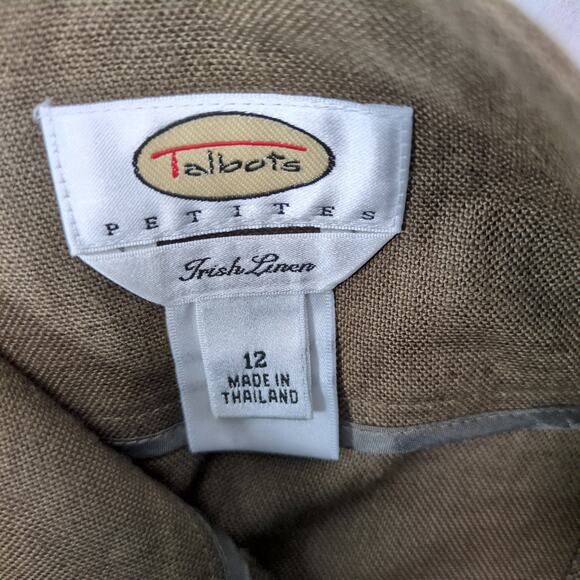 Talbots
PETITES
Irish Linen
12
MADE IN
THAILAND